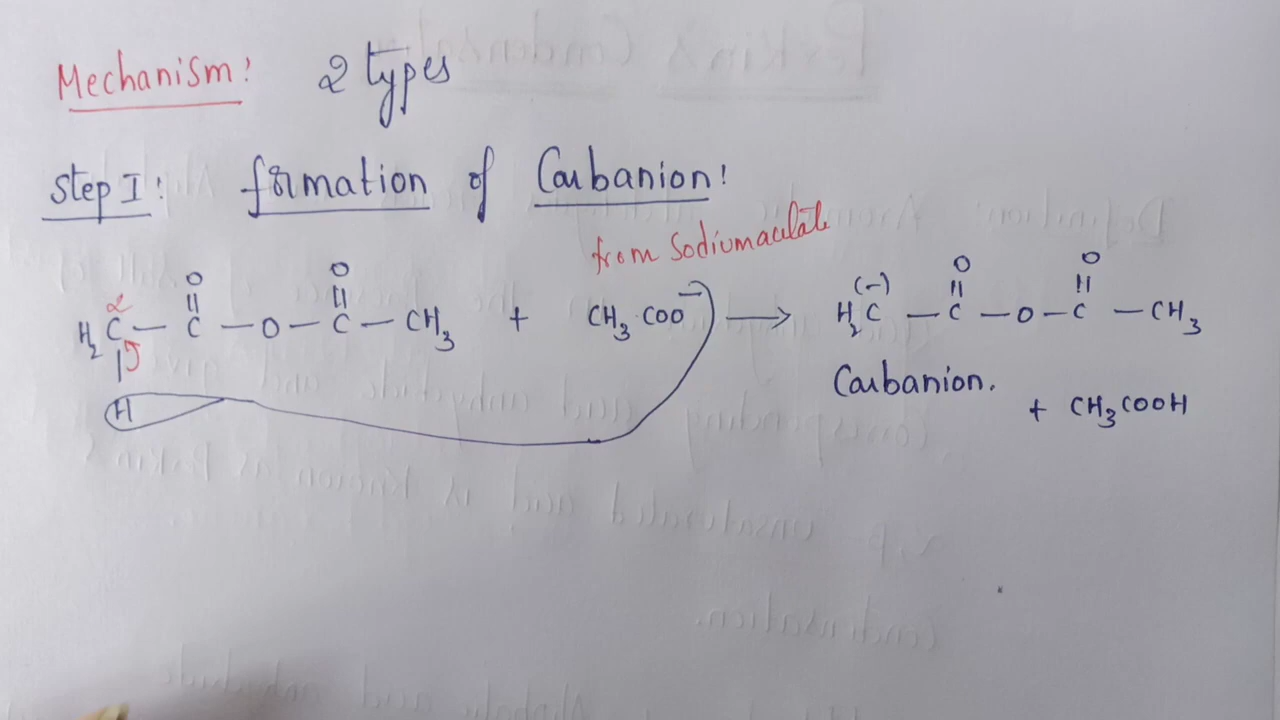 Mechanism: 2 types
Step I: formation of Carbanion:
from Sodiumacetate
α O O (-) O O
H2C — C — O — C — CH3 + CH3COO− → H2C — C — O — C — CH3
H
Carbanion.
+ CH3COOH